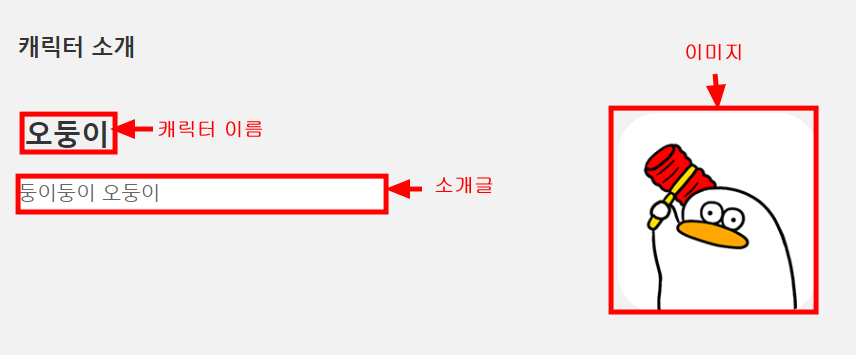 캐릭터 소개
이미지
오둥이
캐릭터 이름
둥이둥이 오둥이
소개글